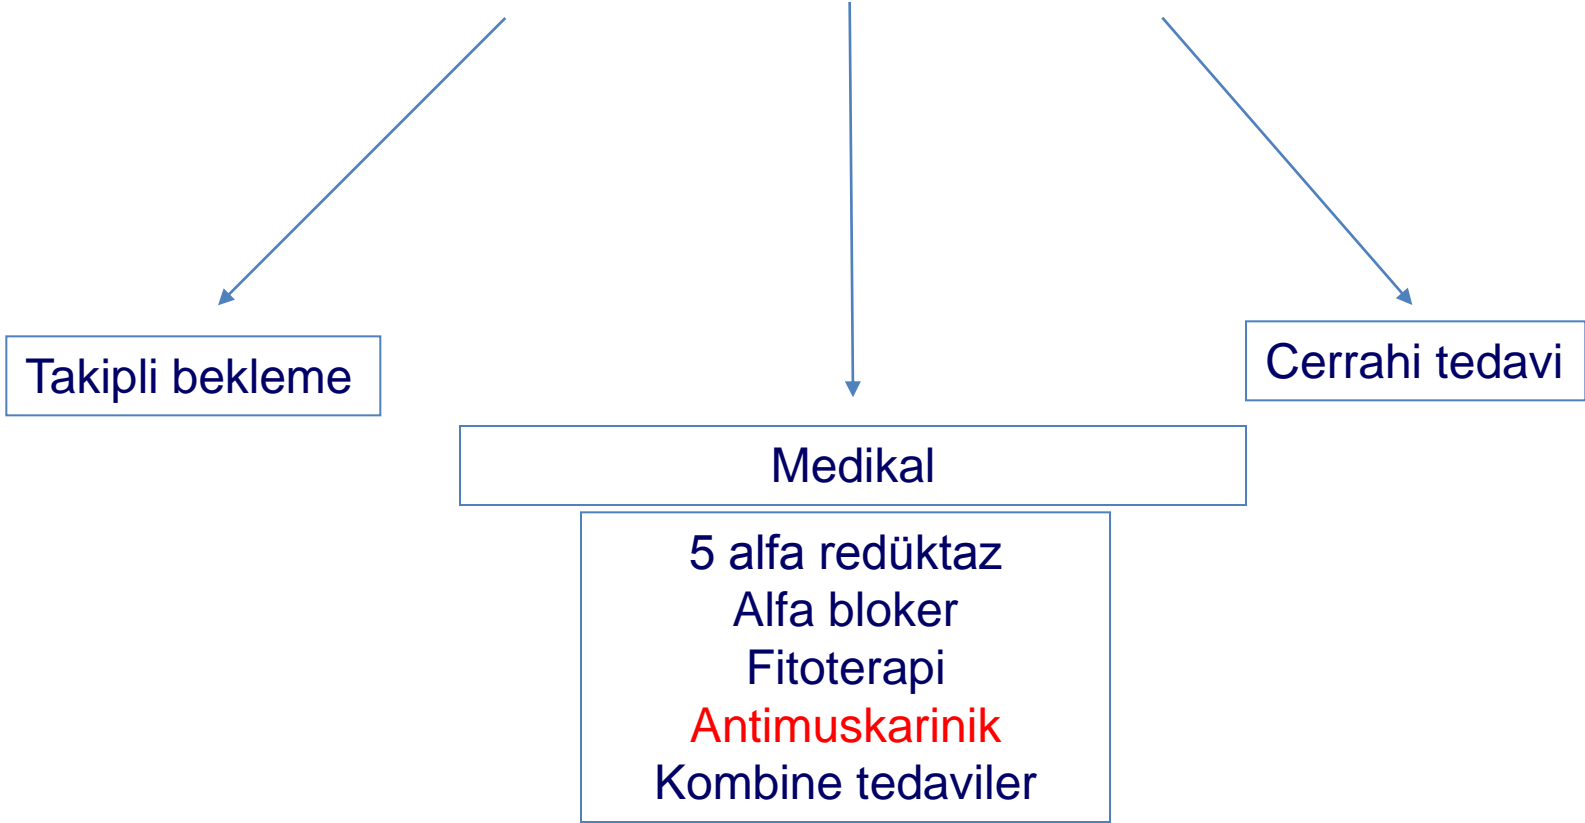 Takipli bekleme
Cerrahi tedavi
Medikal
5 alfa redüktaz
Alfa bloker
Fitoterapi
Antimuskarinik
Kombine tedaviler